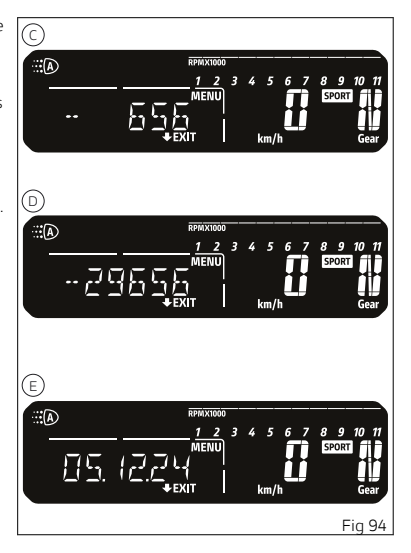 e
s
.
C
A
RPMX1000
1 2 3 4 5 6 7 8 9 10 11
MENU
SPORT
-- 656
0
N
EXIT
km/h
Gear
D
A
RPMX1000
1 2 3 4 5 6 7 8 9 10 11
MENU
SPORT
--29656
0
N
EXIT
km/h
Gear
E
A
RPMX1000
1 2 3 4 5 6 7 8 9 10 11
MENU
SPORT
05.12.24
0
N
EXIT
km/h
Gear
Fig 94